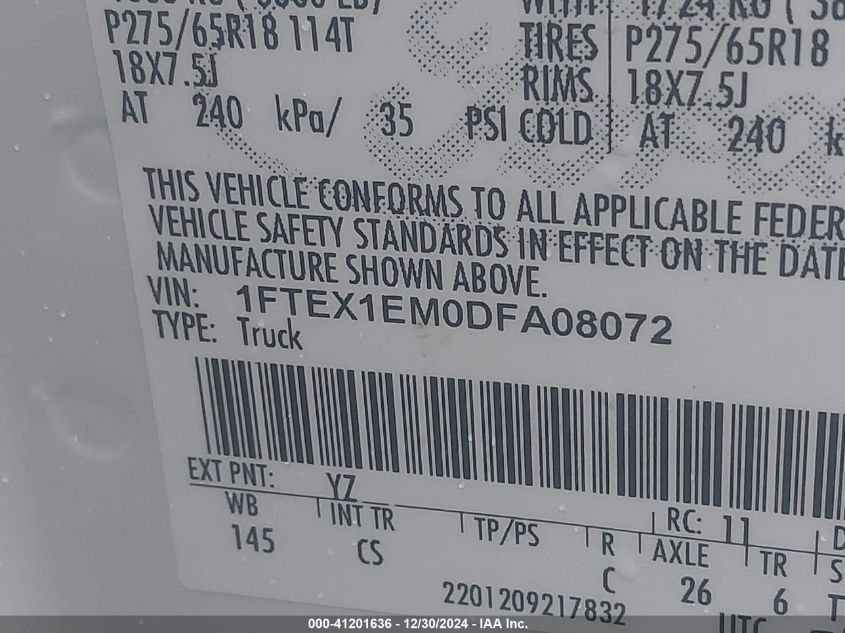 P275/65R18 114T TIRES P275/65R18
18X7.5J RIMS 18X7.5J
AT 240 kPa/ 35 PSI COLD AT 240
THIS VEHICLE CONFORMS TO ALL APPLICABLE FEDER
VEHICLE SAFETY STANDARDS IN EFFECT ON THE DATE
MANUFACTURE SHOWN ABOVE.
VIN: 1FTEX1EM0DFA08072
TYPE: Truck
EXT PNT: YZ RC: 11
WB INT TR TP/PS R AXLE TR S
145 CS C 26 6 T
2201209217832 UTC
000-41201636 - 12/30/2024 - IAA Inc.